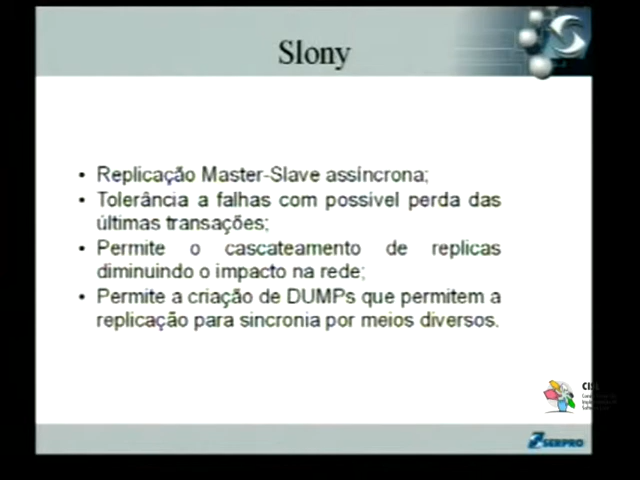 Slony
• Replicação Master-Slave assíncrona;
• Tolerância a falhas com possivel perda das
últimas transações;
• Permite o cascateamento de replicas
diminuindo o impacto na rede;
• Permite a criação de DUMPs que permitem a
replicação para sincronia por meios diversos.
SERPRO